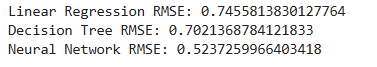 Linear Regression RMSE: 0.7455813830127764
Decision Tree RMSE: 0.7021368784121833
Neural Network RMSE: 0.5237259966403418